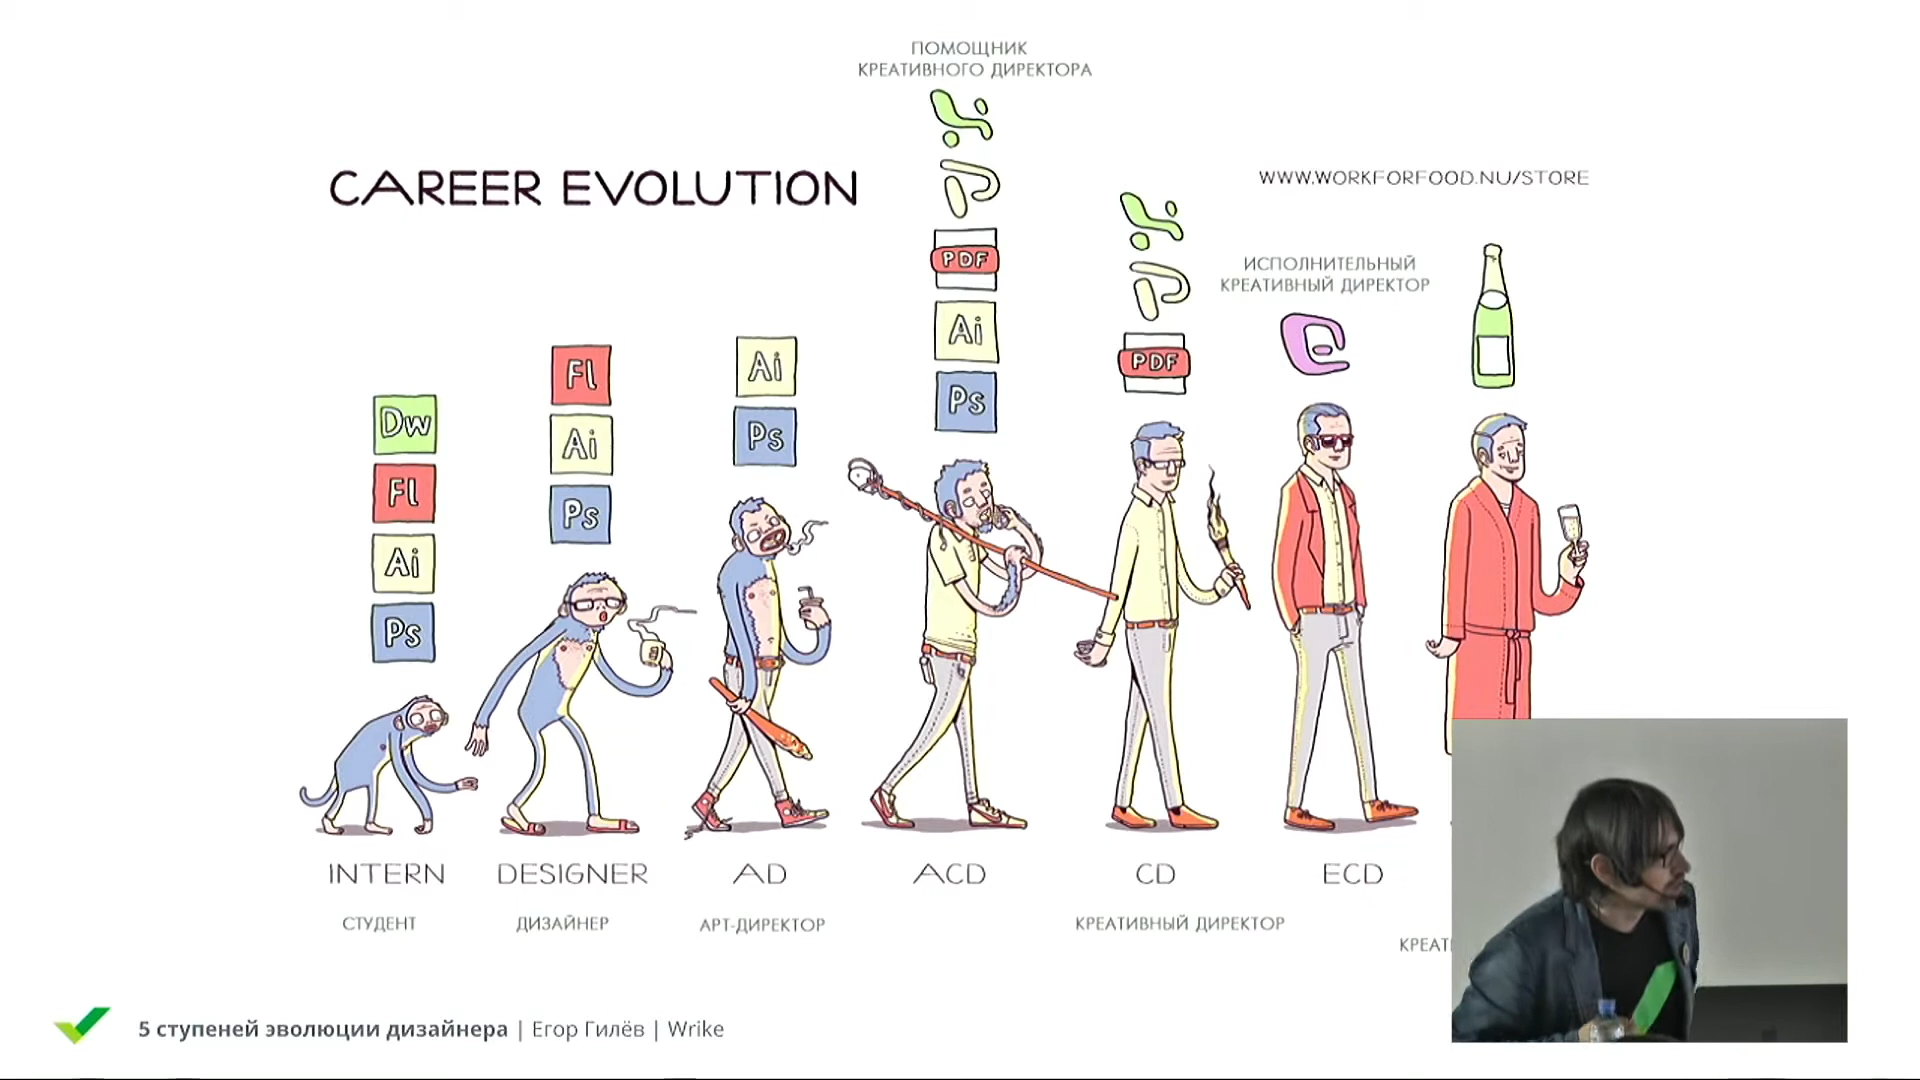 ПОМОЩНИК
КРЕАТИВНОГО ДИРЕКТОРА
CAREER EVOLUTION
WWW.WORKFORFOOD.NU/STORE
ИСПОЛНИТЕЛЬНЫЙ
КРЕАТИВНЫЙ ДИРЕКТОР
Dw
Fl
Ai
Ps
Fl
Ai
Ps
Ai
Ps
PDF
Ai
Ps
PDF
INTERN DESIGNER AD ACD CD ECD
СТУДЕНТ ДИЗАЙНЕР АРТ-ДИРЕКТОР КРЕАТИВНЫЙ ДИРЕКТОР
5 ступеней эволюции дизайнера | Егор Гилёв | Wrike